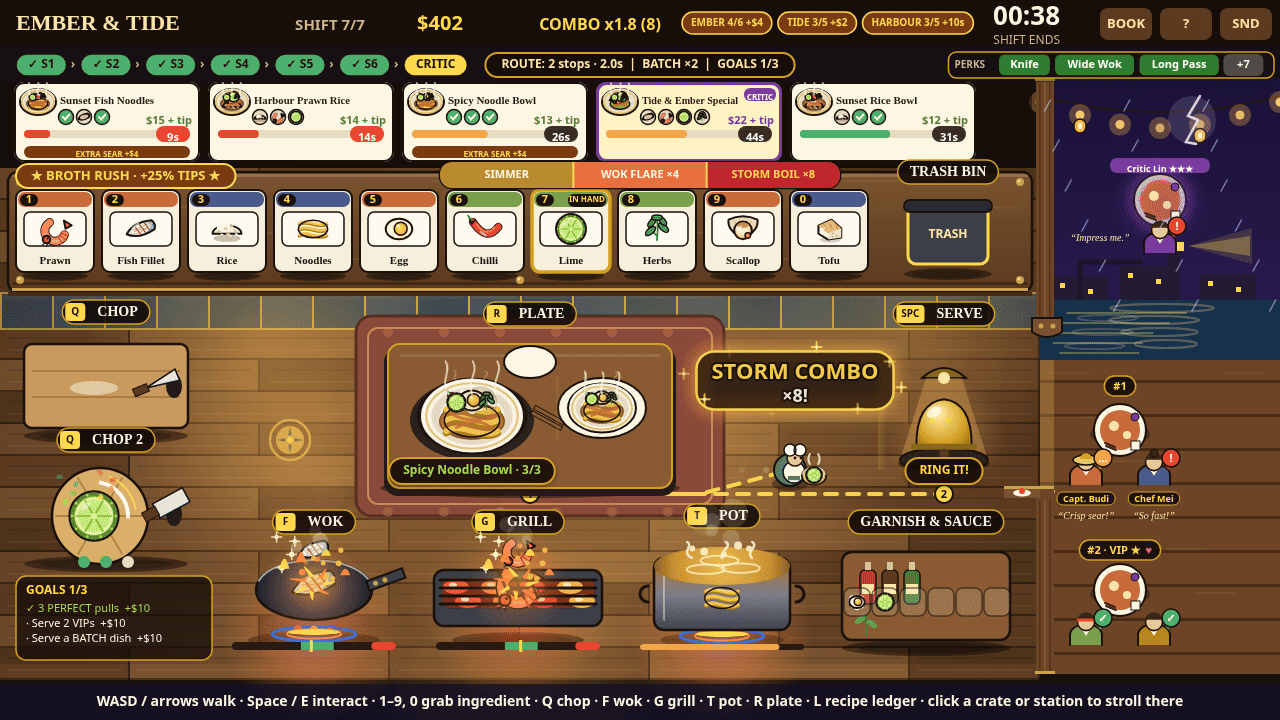 EMBER & TIDE
SHIFT 7/7
$402
COMBO x1.8 (8)
EMBER 4/6 +$4
TIDE 3/5 +$2
HARBOUR 3/5 +10s
00:38
SHIFT ENDS
BOOK
?
SND
✓ S1 › ✓ S2 › ✓ S3 › ✓ S4 › ✓ S5 › ✓ S6 › CRITIC
ROUTE: 2 stops · 2.0s | BATCH ×2 | GOALS 1/3
PERKS
Knife
Wide Wok
Long Pass
+7
Sunset Fish Noodles
$15 + tip
9s
EXTRA SEAR +$4
Harbour Prawn Rice
$14 + tip
14s
Spicy Noodle Bowl
$13 + tip
26s
EXTRA SEAR +$4
Tide & Ember Special
CRITIC
$22 + tip
44s
Sunset Rice Bowl
$12 + tip
31s
★ BROTH RUSH · +25% TIPS ★
SIMMER
WOK FLARE ×4
STORM BOIL ×8
TRASH BIN
1
Prawn
2
Fish Fillet
3
Rice
4
Noodles
5
Egg
6
Chilli
7
IN HAND
Lime
8
Herbs
9
Scallop
0
Tofu
TRASH
Critic Lin ★★★
!
“Impress me.”
Q CHOP
R PLATE
SPC SERVE
STORM COMBO
×8!
Q CHOP 2
Spicy Noodle Bowl · 3/3
RING IT!
2
F WOK
G GRILL
T POT
GARNISH & SAUCE
#1
...
!
Capt. Budi
Chef Mei
“Crisp sear!”
“So fast!”
#2 · VIP ★ ♥
GOALS 1/3
✓ 3 PERFECT pulls +$10
· Serve 2 VIPs +$10
· Serve a BATCH dish +$10
WASD / arrows walk · Space / E interact · 1–9, 0 grab ingredient · Q chop · F wok · G grill · T pot · R plate · L recipe ledger · click a crate or station to stroll there